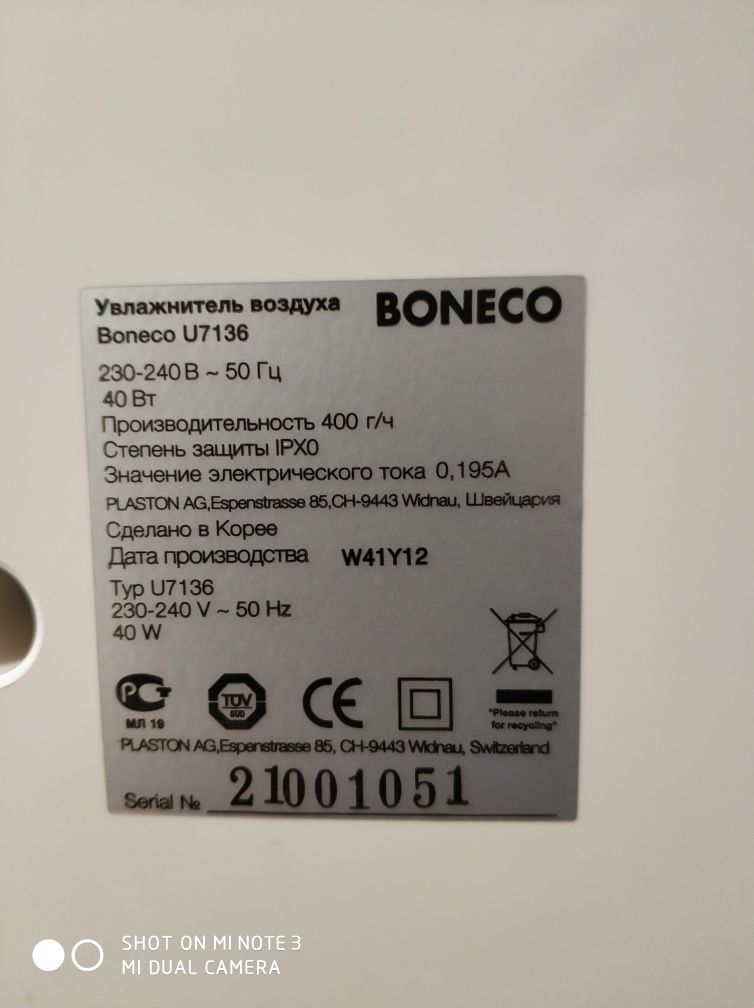 Увлажнитель воздуха
BONECO
Boneco U7136
230-240 В ~ 50 Гц
40 Вт
Производительность 400 г/ч
Степень защиты IPX0
Значение электрического тока 0,195А
PLASTON AG,Espenstrasse 85,CH-9443 Widnau, Швейцария
Сделано в Корее
Дата производства W41Y12
Typ U7136
230-240 V ~ 50 Hz
40 W
РСТ
МЛ 19
TÜV
SÜD
CE
"Please return
for recycling"
PLASTON AG,Espenstrasse 85, CH-9443 Widnau, Switzerland
Serial № 21001051
SHOT ON MI NOTE 3
MI DUAL CAMERA